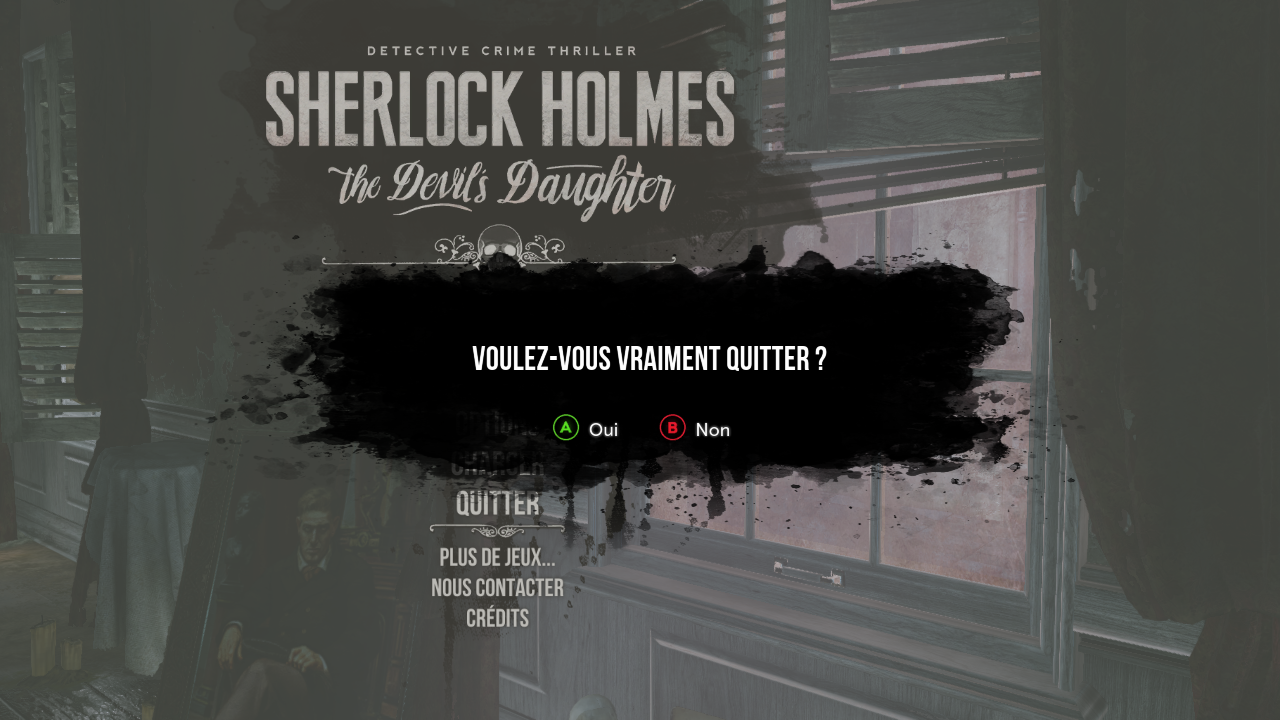 DETECTIVE CRIME THRILLER
SHERLOCK HOLMES
the Devil's Daughter
VOULEZ-VOUS VRAIMENT QUITTER ?
A Oui B Non
CHARGER
QUITTER
PLUS DE JEUX...
NOUS CONTACTER
CRÉDITS